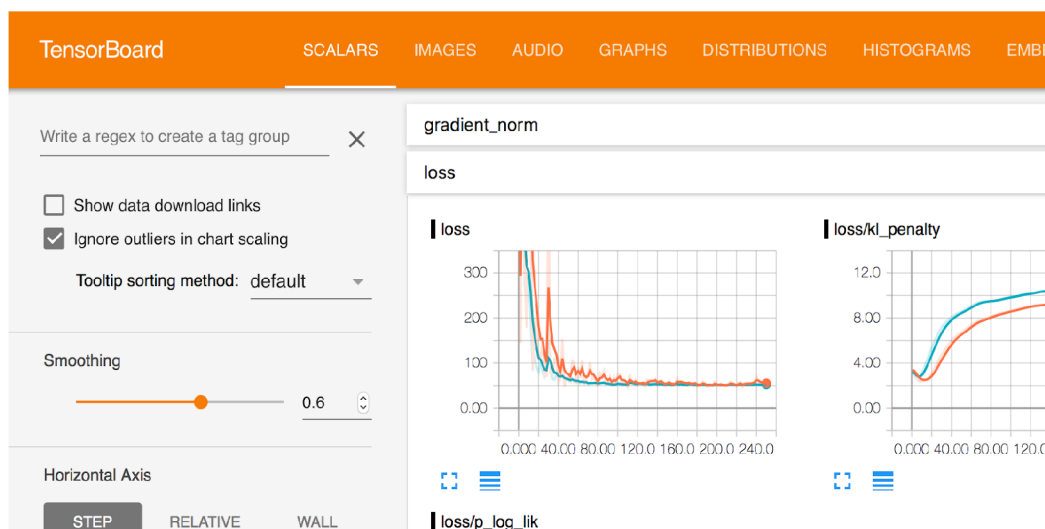 TensorBoard SCALARS IMAGES AUDIO GRAPHS DISTRIBUTIONS HISTOGRAMS EMBE
Write a regex to create a tag group
Show data download links
Ignore outliers in chart scaling
Tooltip sorting method: default
Smoothing
0.6
Horizontal Axis
STEP RELATIVE WALL
gradient_norm
loss
loss
300
200
100
0.00
0.000 40.00 80.00 120.0 160.0 200.0 240.0
loss/kl_penalty
12.0
8.00
4.00
0.00
0.000 40.00 80.00 120.0
loss/p_log_lik